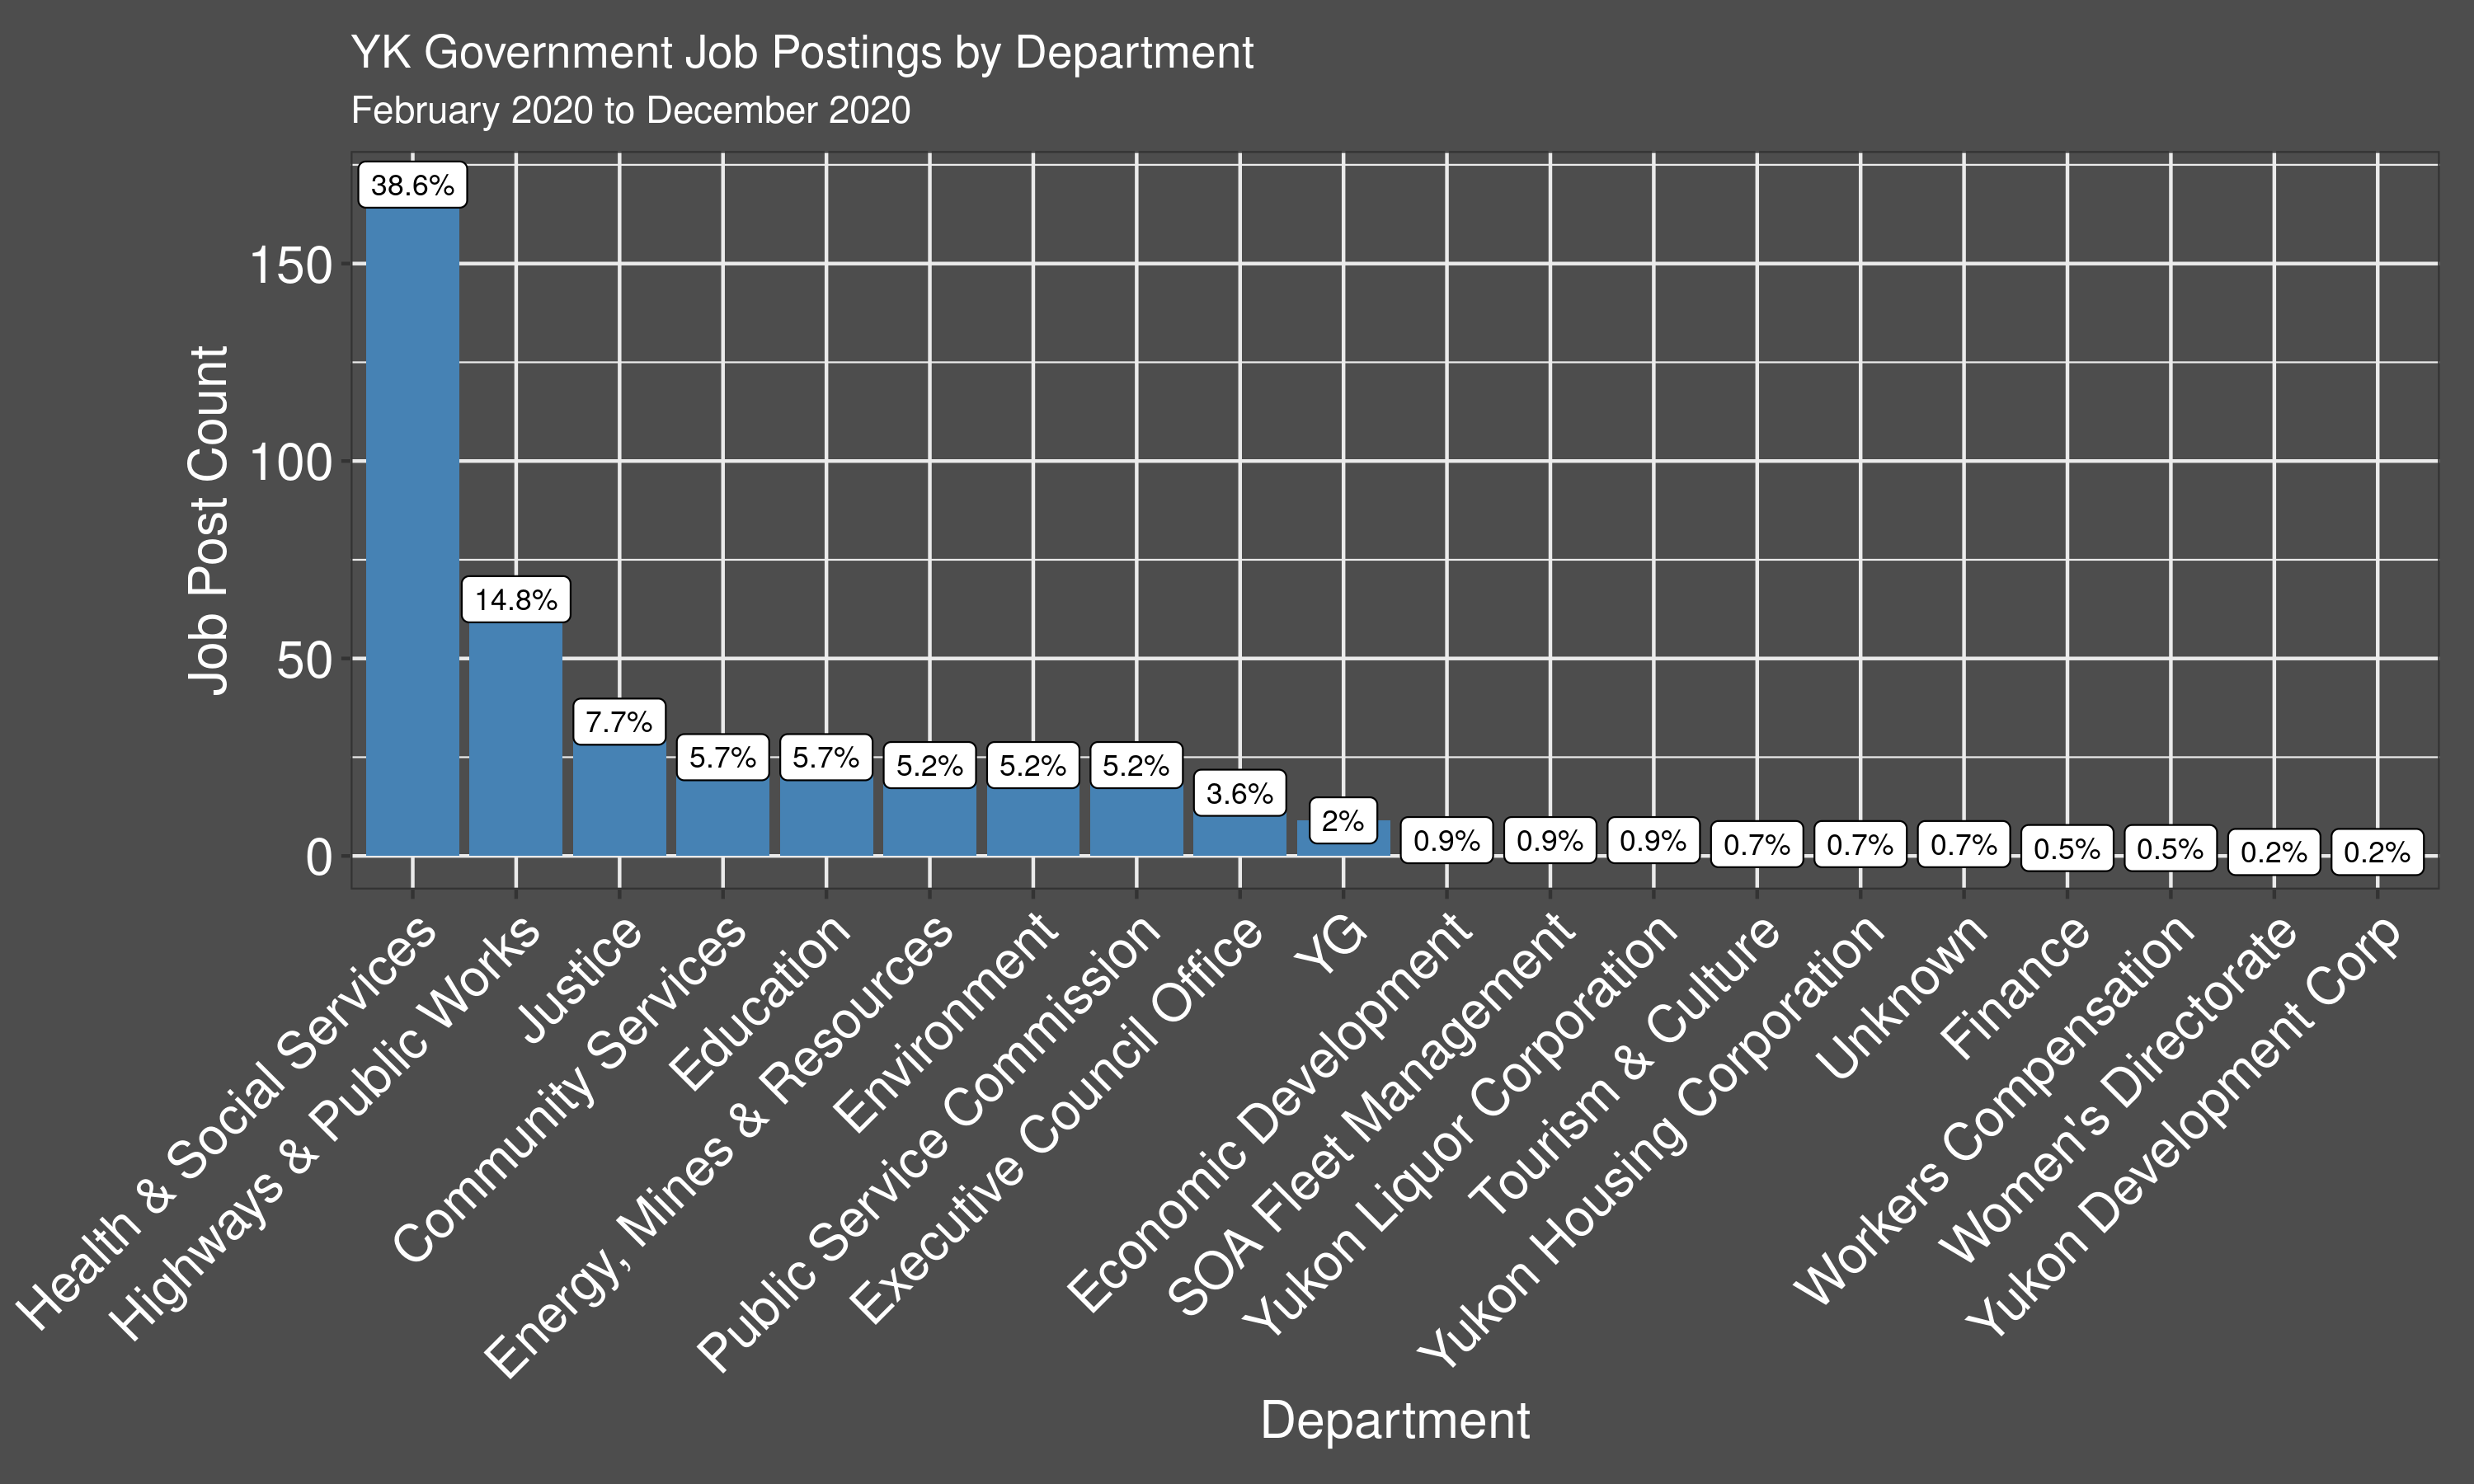 YK Government Job Postings by Department
February 2020 to December 2020
Job Post Count
150
100
50
0
38.6%
14.8%
7.7%
5.7%
5.7%
5.2%
5.2%
5.2%
3.6%
2%
0.9%
0.9%
0.9%
0.7%
0.7%
0.7%
0.5%
0.5%
0.2%
0.2%
Health & Social Services
Highways & Public Works
Justice
Community Services
Education
Energy, Mines & Resources
Environment
Public Service Commission
Executive Council Office
YG
Economic Development
SOA Fleet Management
Yukon Liquor Corporation
Tourism & Culture
Yukon Housing Corporation
Unknown
Finance
Workers Compensation
Women's Directorate
Yukon Development Corp
Department